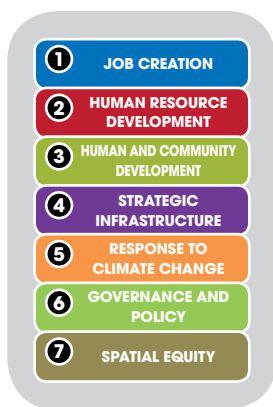 1 JOB CREATION
2 HUMAN RESOURCE
DEVELOPMENT
3 HUMAN AND COMMUNITY
DEVELOPMENT
4 STRATEGIC
INFRASTRUCTURE
5 RESPONSE TO
CLIMATE CHANGE
6 GOVERNANCE AND
POLICY
7 SPATIAL EQUITY